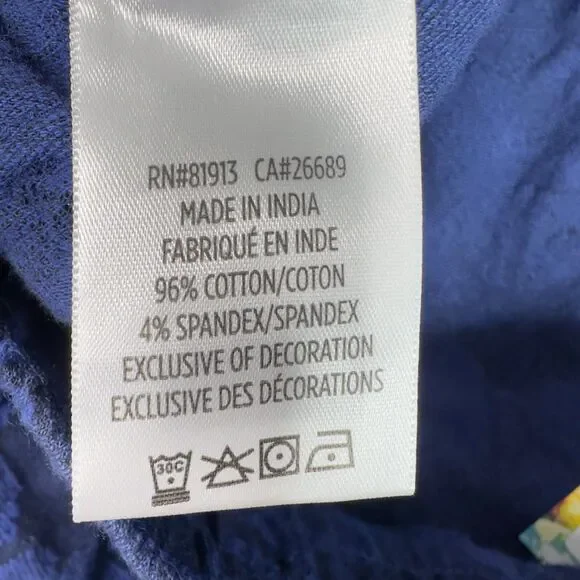 RN#81913 CA#26689
MADE IN INDIA
FABRIQUÉ EN INDE
96% COTTON/COTON
4% SPANDEX/SPANDEX
EXCLUSIVE OF DECORATION
EXCLUSIVE DES DÉCORATIONS
30C